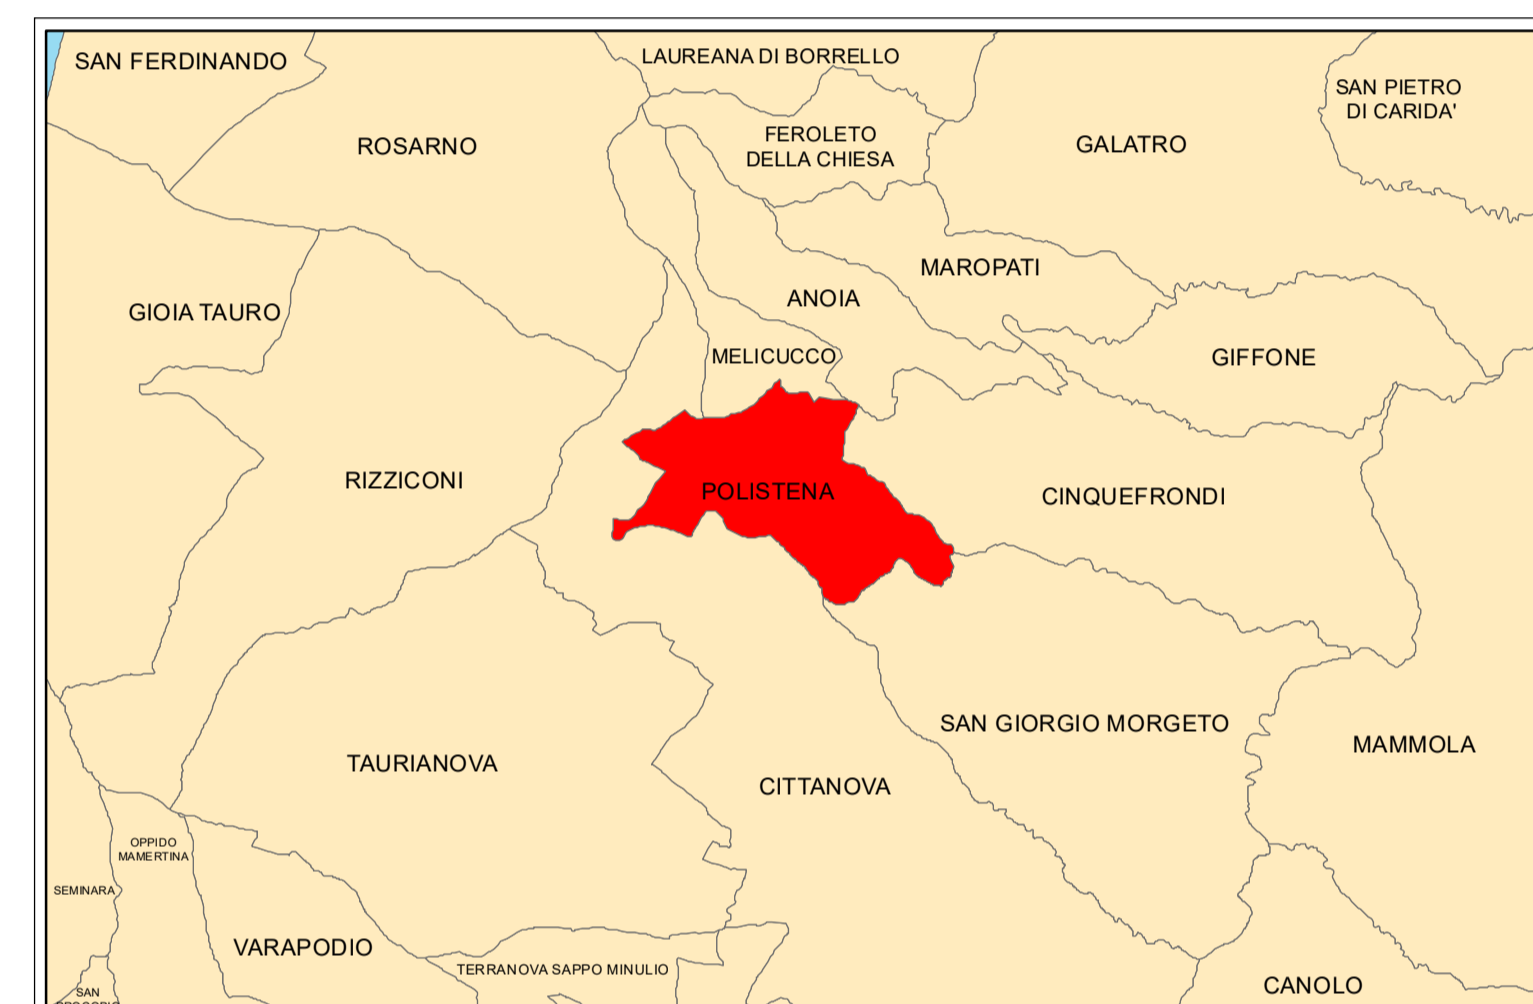 SAN FERDINANDO
LAUREANA DI BORRELLO
SAN PIETRO
DI CARIDA'
ROSARNO
FEROLETO
DELLA CHIESA
GALATRO
MAROPATI
ANOIA
GIOIA TAURO
MELICUCCO
GIFFONE
RIZZICONI
POLISTENA
CINQUEFRONDI
SAN GIORGIO MORGETO
MAMMOLA
TAURIANOVA
CITTANOVA
OPPIDO
MAMERTINA
SEMINARA
VARAPODIO
TERRANOVA SAPPO MINULIO
CANOLO
SAN